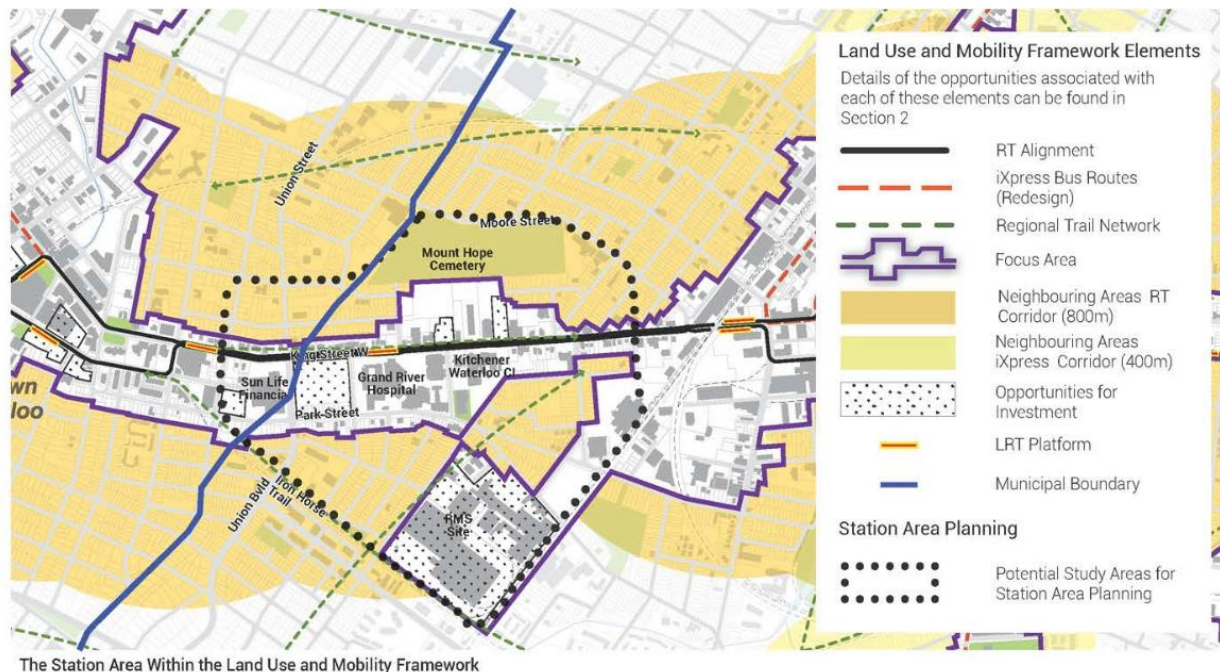 Union Street
Moore Street
Mount Hope
Cemetery
King Street W
Kitchener
Waterloo CI
Grand River
Hospital
Sun Life
Financial
Park Street
own
loo
Union Blvd
Iron Horse
Trail
RMS
Site
Land Use and Mobility Framework Elements
Details of the opportunities associated with
each of these elements can be found in
Section 2
RT Alignment
iXpress Bus Routes
(Redesign)
Regional Trail Network
Focus Area
Neighbouring Areas RT
Corridor (800m)
Neighbouring Areas
iXpress Corridor (400m)
Opportunities for
Investment
LRT Platform
Municipal Boundary
Station Area Planning
Potential Study Areas for
Station Area Planning
The Station Area Within the Land Use and Mobility Framework